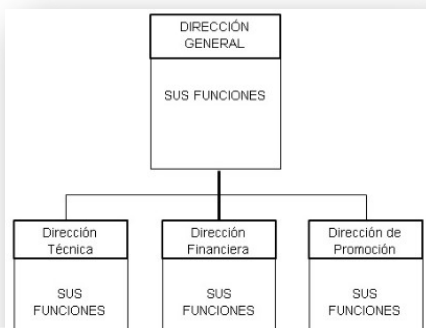 DIRECCIÓN
GENERAL
SUS FUNCIONES
Dirección
Técnica
SUS
FUNCIONES
Dirección
Financiera
SUS
FUNCIONES
Dirección de
Promoción
SUS
FUNCIONES